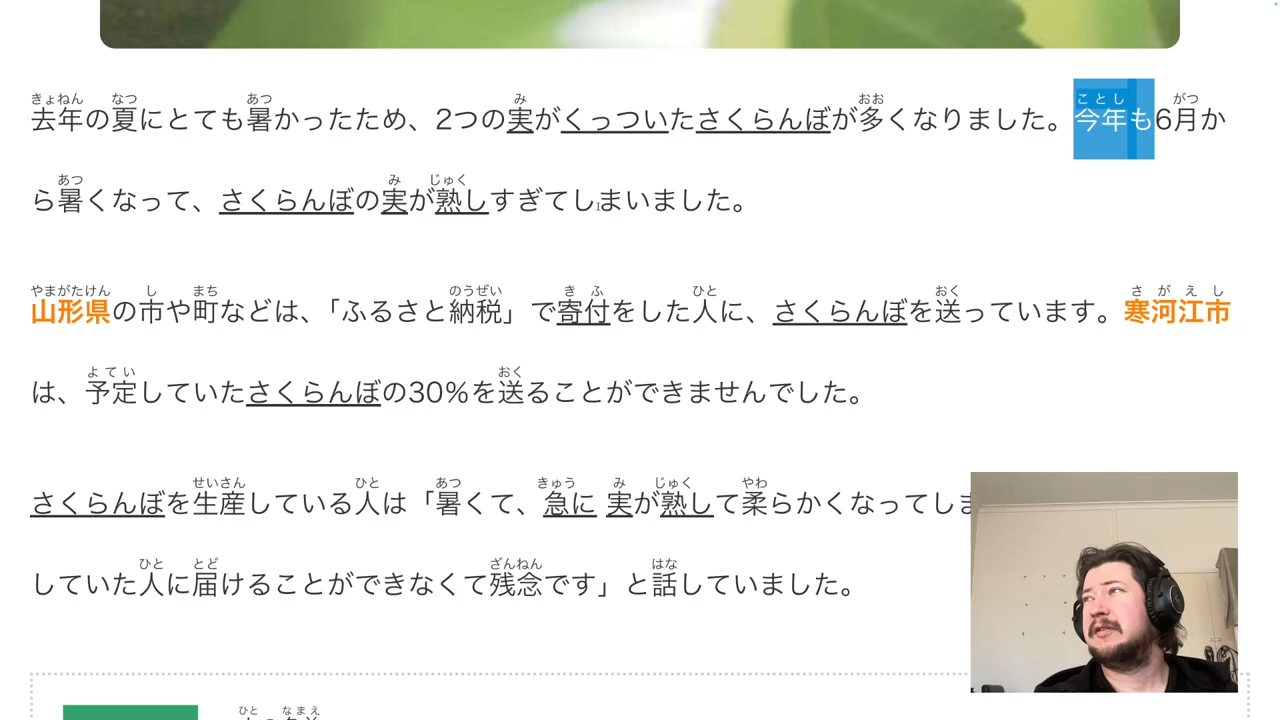 去年の夏にとても暑かったため、2つの実がくっついたさくらんぼが多くなりました。今年も6月か
ら暑くなって、さくらんぼの実が熟しすぎてしまいました。
山形県の市や町などは、「ふるさと納税」で寄付をした人に、さくらんぼを送っています。寒河江市
は、予定していたさくらんぼの30%を送ることができませんでした。
さくらんぼを生産している人は「暑くて、急に 実が熟して柔らかくなってしま
していた人に届けることができなくて残念です」と話していました。